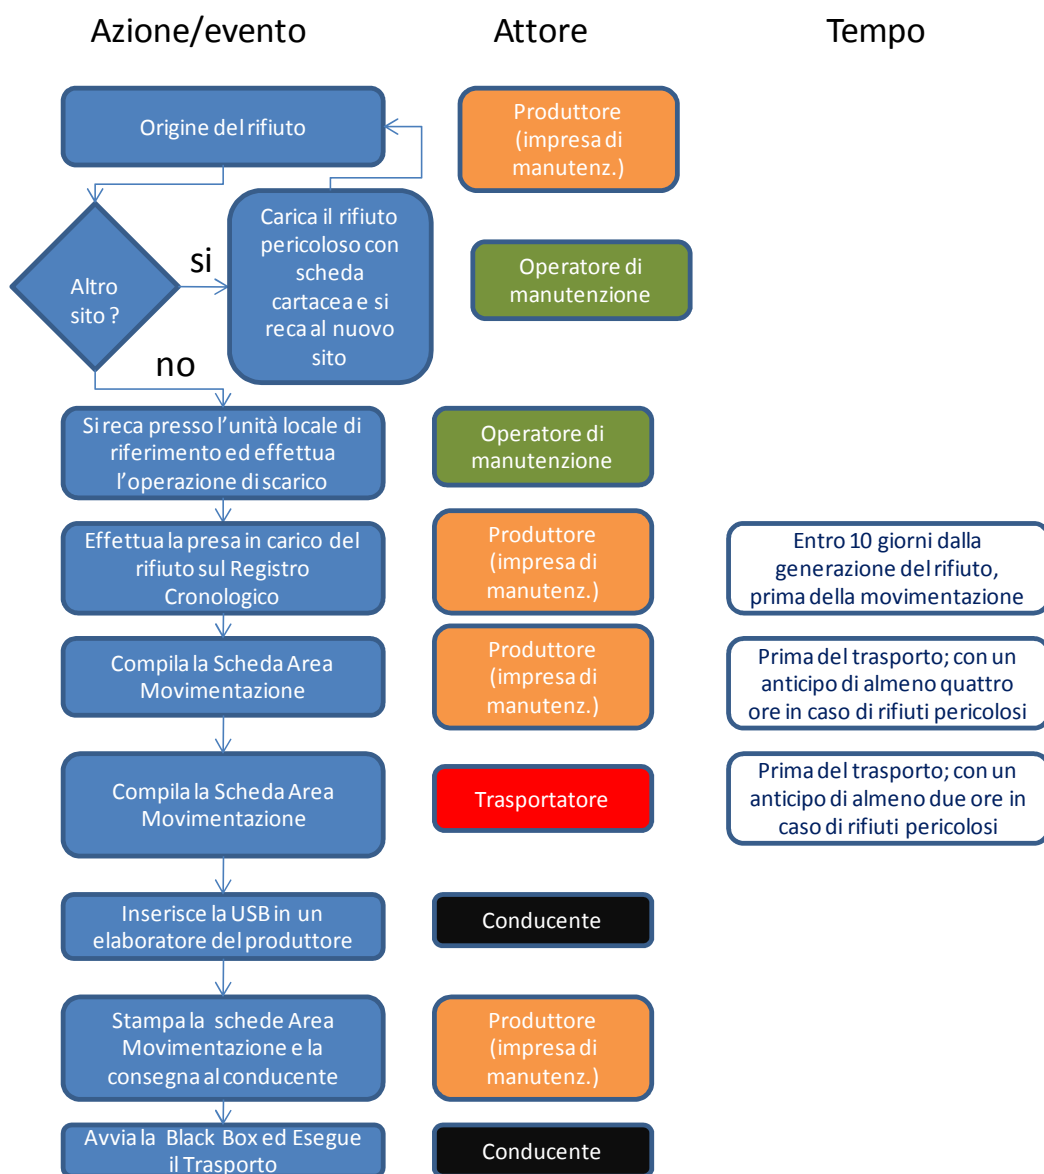 Azione/evento
Attore
Tempo
Origine del rifiuto
Produttore
(impresa di
manutenz.)
Altro
sito ?
si
Carica il rifiuto
pericoloso con
scheda
cartacea e si
reca al nuovo
sito
Operatore di
manutenzione
no
Si reca presso l'unità locale di
riferimento ed effettua
l'operazione di scarico
Operatore di
manutenzione
Effettua la presa in carico del
rifiuto sul Registro
Cronologico
Produttore
(impresa di
manutenz.)
Entro 10 giorni dalla
generazione del rifiuto,
prima della movimentazione
Compila la Scheda Area
Movimentazione
Produttore
(impresa di
manutenz.)
Prima del trasporto; con un
anticipo di almeno quattro
ore in caso di rifiuti pericolosi
Compila la Scheda Area
Movimentazione
Trasportatore
Prima del trasporto; con un
anticipo di almeno due ore in
caso di rifiuti pericolosi
Inserisce la USB in un
elaboratore del produttore
Conducente
Stampa la schede Area
Movimentazione e la
consegna al conducente
Produttore
(impresa di
manutenz.)
Avvia la Black Box ed Esegue
il Trasporto
Conducente